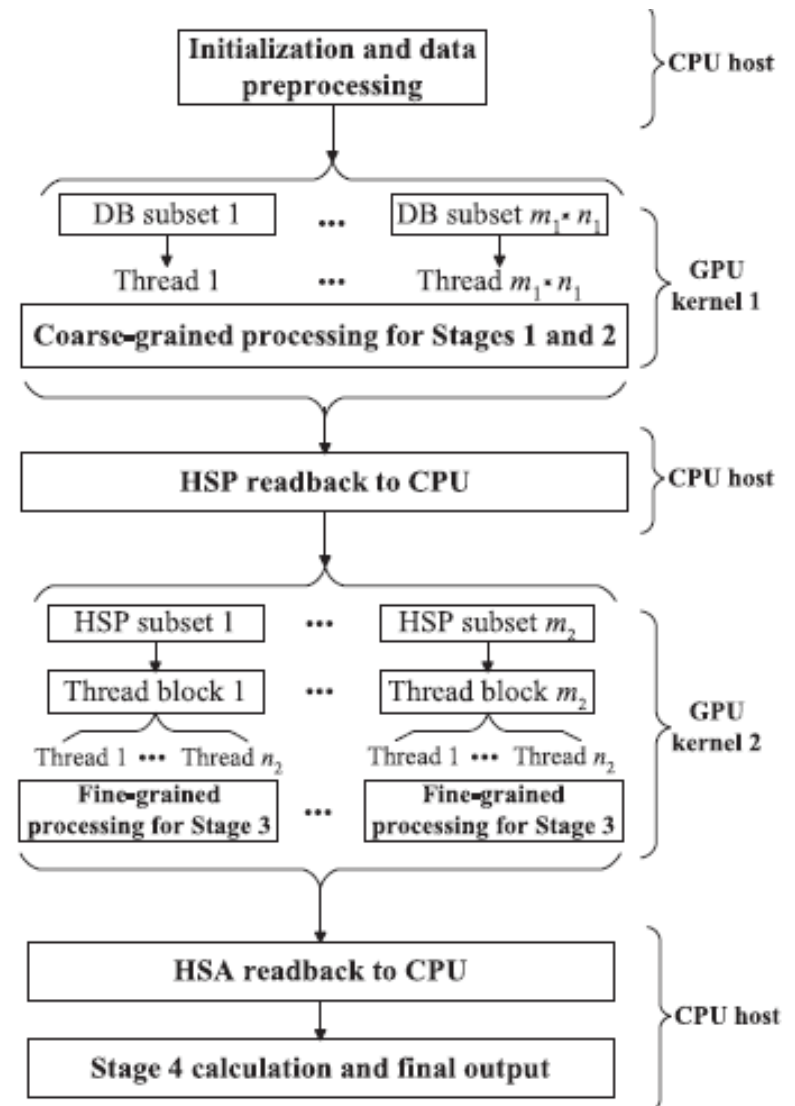 Initialization and data
preprocessing
CPU host
DB subset 1 ... DB subset m₁·n₁
Thread 1 ... Thread m₁·n₁
GPU
kernel 1
Coarse-grained processing for Stages 1 and 2
HSP readback to CPU
CPU host
HSP subset 1 ... HSP subset m₂
Thread block 1 ... Thread block m₂
GPU
kernel 2
Thread 1 ... Thread n₂ Thread 1 ... Thread n₂
Fine-grained
processing for Stage 3
...
Fine-grained
processing for Stage 3
HSA readback to CPU
CPU host
Stage 4 calculation and final output